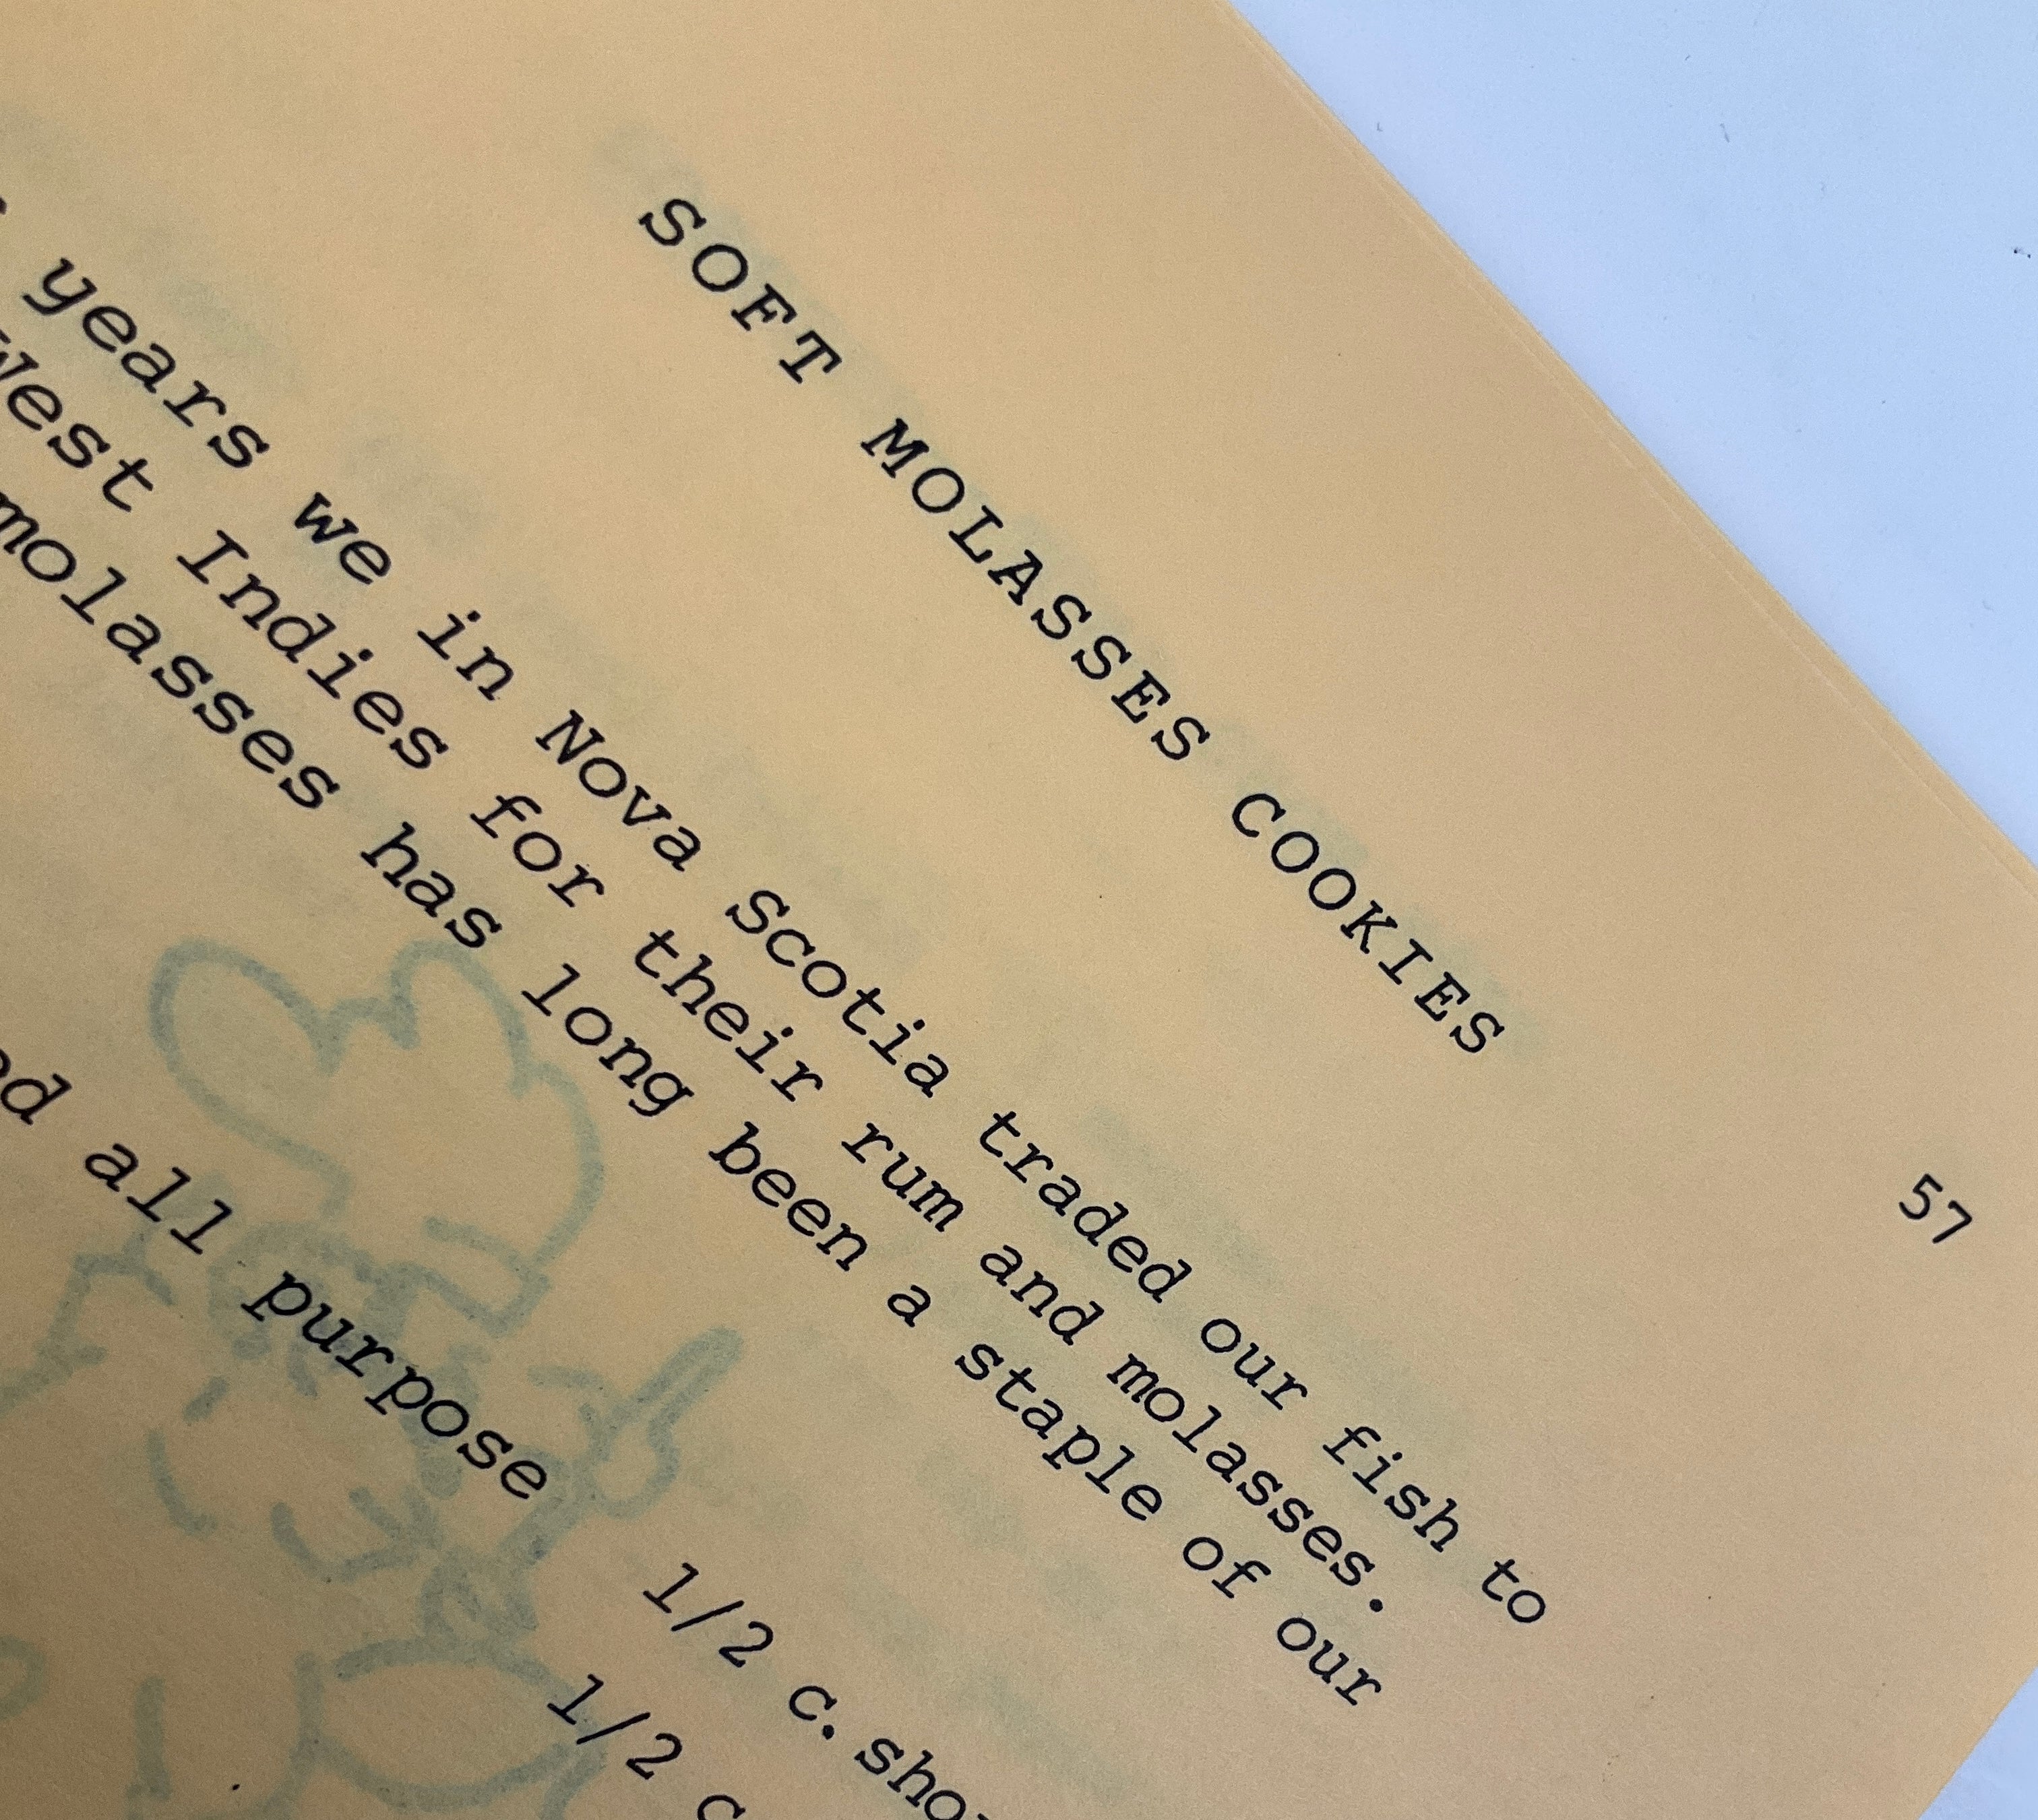 57
SOFT MOLASSES COOKIES
years we in Nova Scotia traded our fish to
West Indies for their rum and molasses.
molasses has long been a staple of our
all purpose
1/2 c.
1/2 c